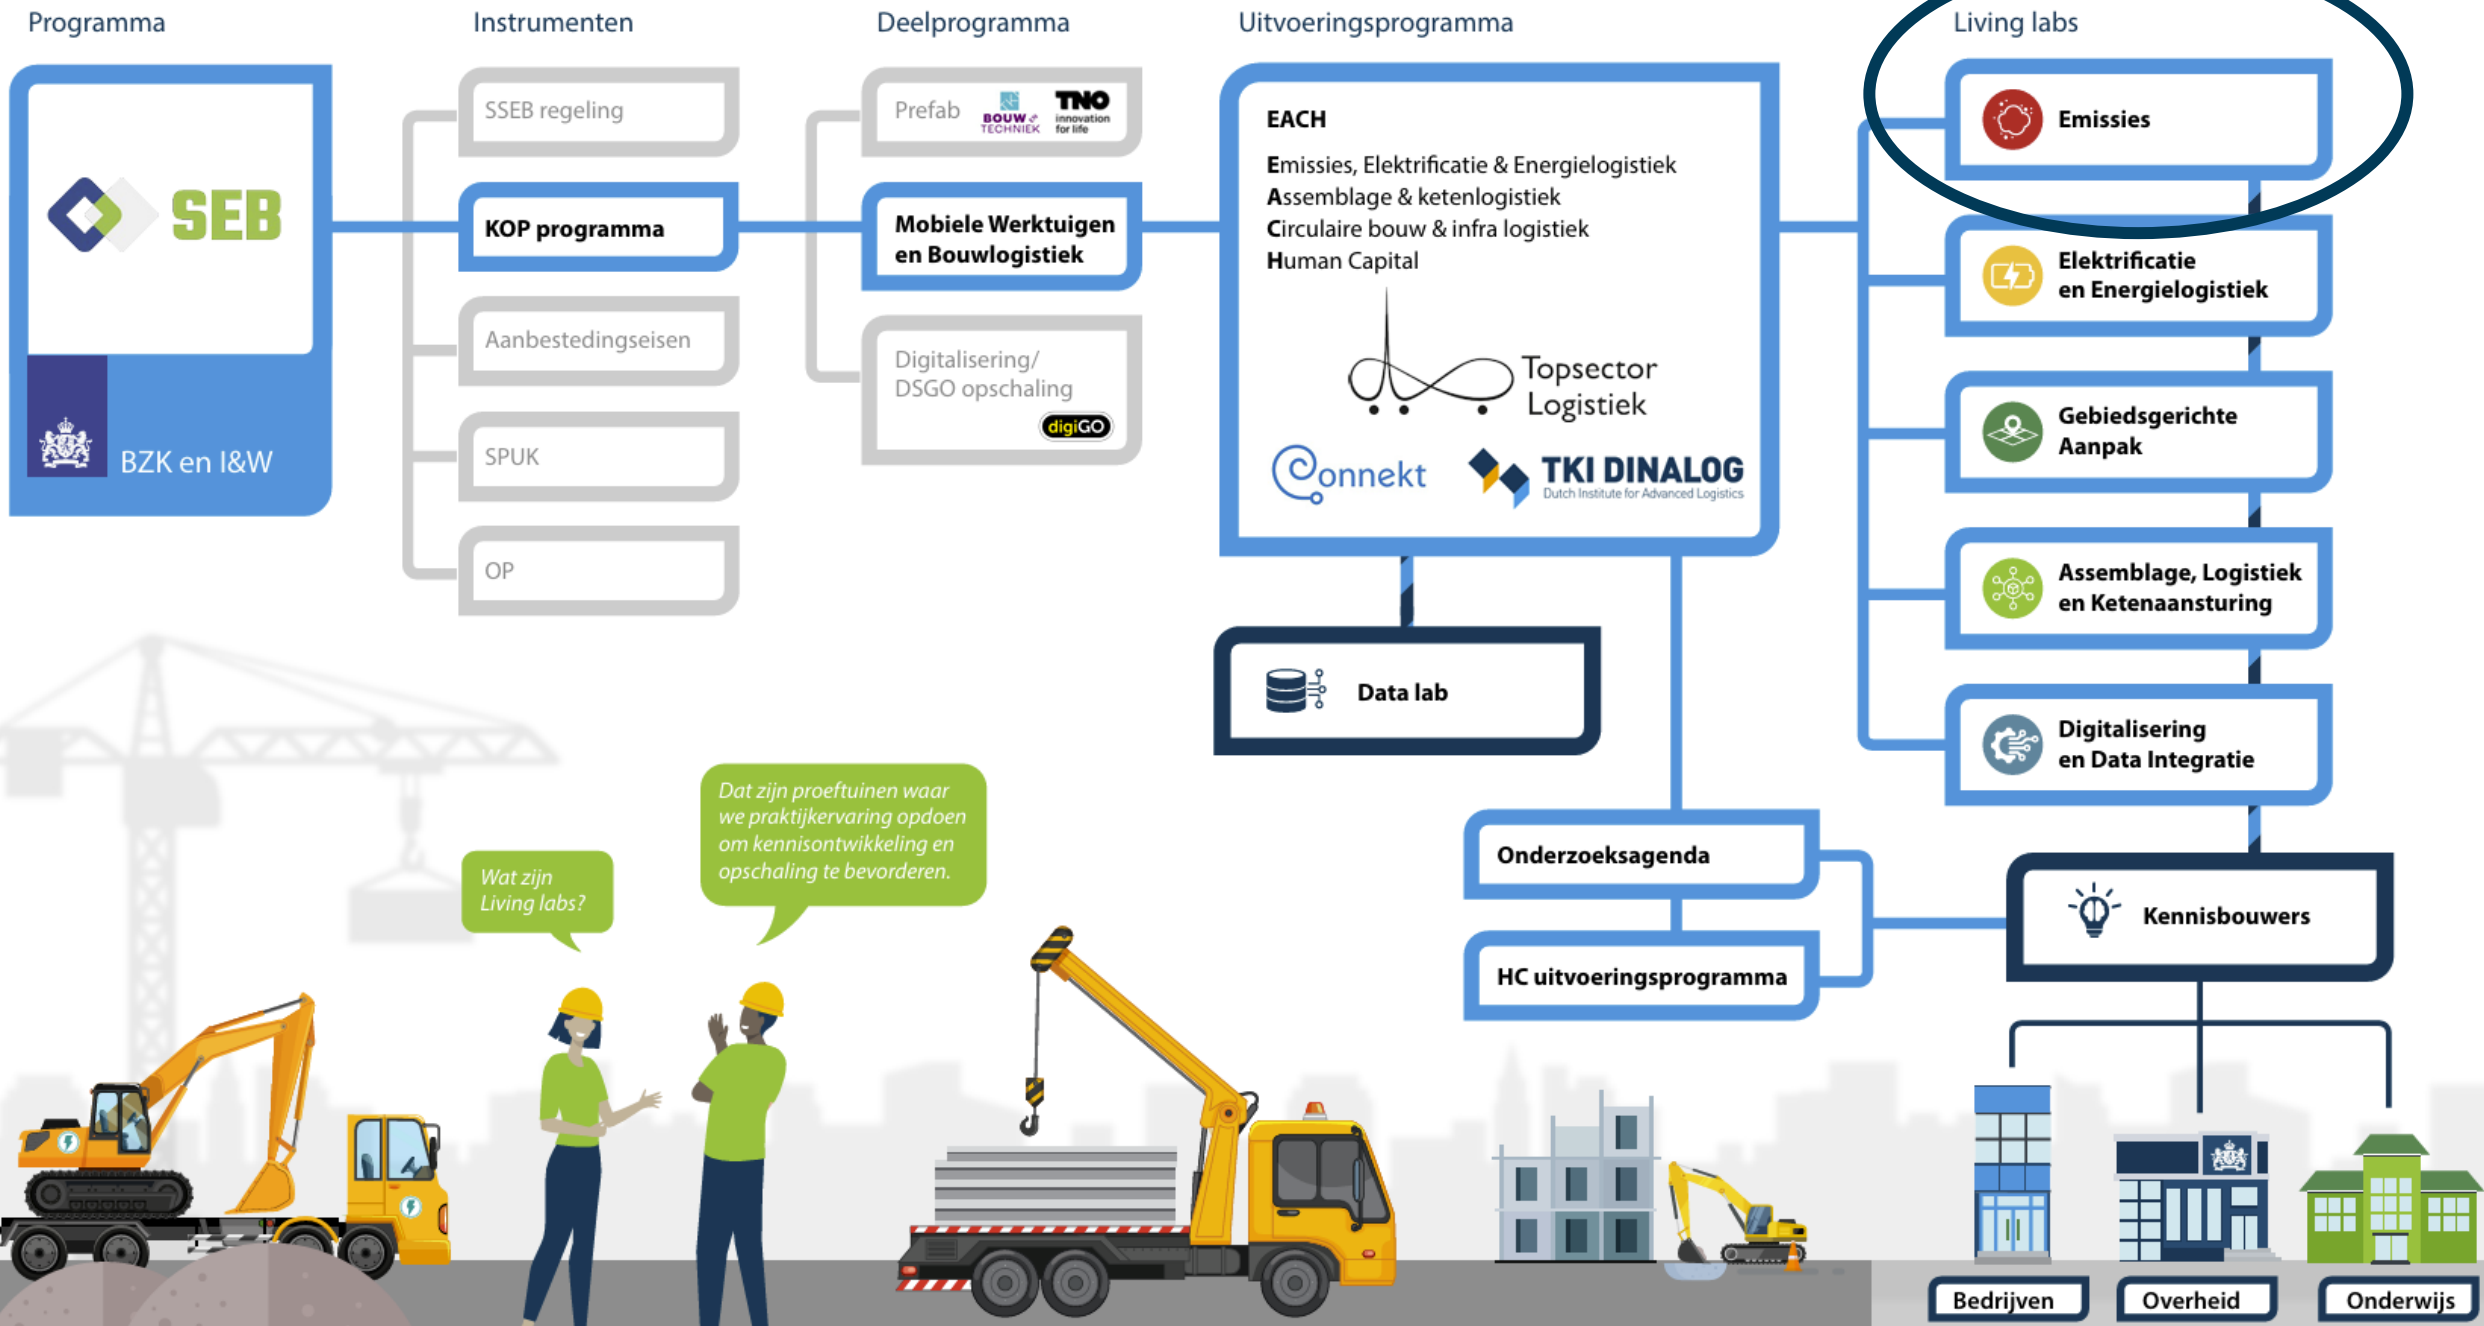 Programma
Instrumenten
Deelprogramma
Uitvoeringsprogramma
Living labs
SEB
BZK en I&W
SSEB regeling
KOP programma
Aanbestedingseisen
SPUK
OP
Prefab
BOUW &
TECHNIEK
TNO
innovation
for life
Mobiele Werktuigen
en Bouwlogistiek
Digitalisering/
DSGO opschaling
digiGO
EACH
Emissies, Elektrificatie & Energielogistiek
Assemblage & ketenlogistiek
Circulaire bouw & infra logistiek
Human Capital
Topsector
Logistiek
Connekt
TKI DINALOG
Dutch Institute for Advanced Logistics
Emissies
Elektrificatie
en Energielogistiek
Gebiedsgerichte
Aanpak
Assemblage, Logistiek
en Ketenaansturing
Digitalisering
en Data Integratie
Data lab
Onderzoeksagenda
HC uitvoeringsprogramma
Kennisbouwers
Wat zijn
Living labs?
Dat zijn proeftuinen waar
we praktijkervaring opdoen
om kennisontwikkeling en
opschaling te bevorderen.
Bedrijven
Overheid
Onderwijs